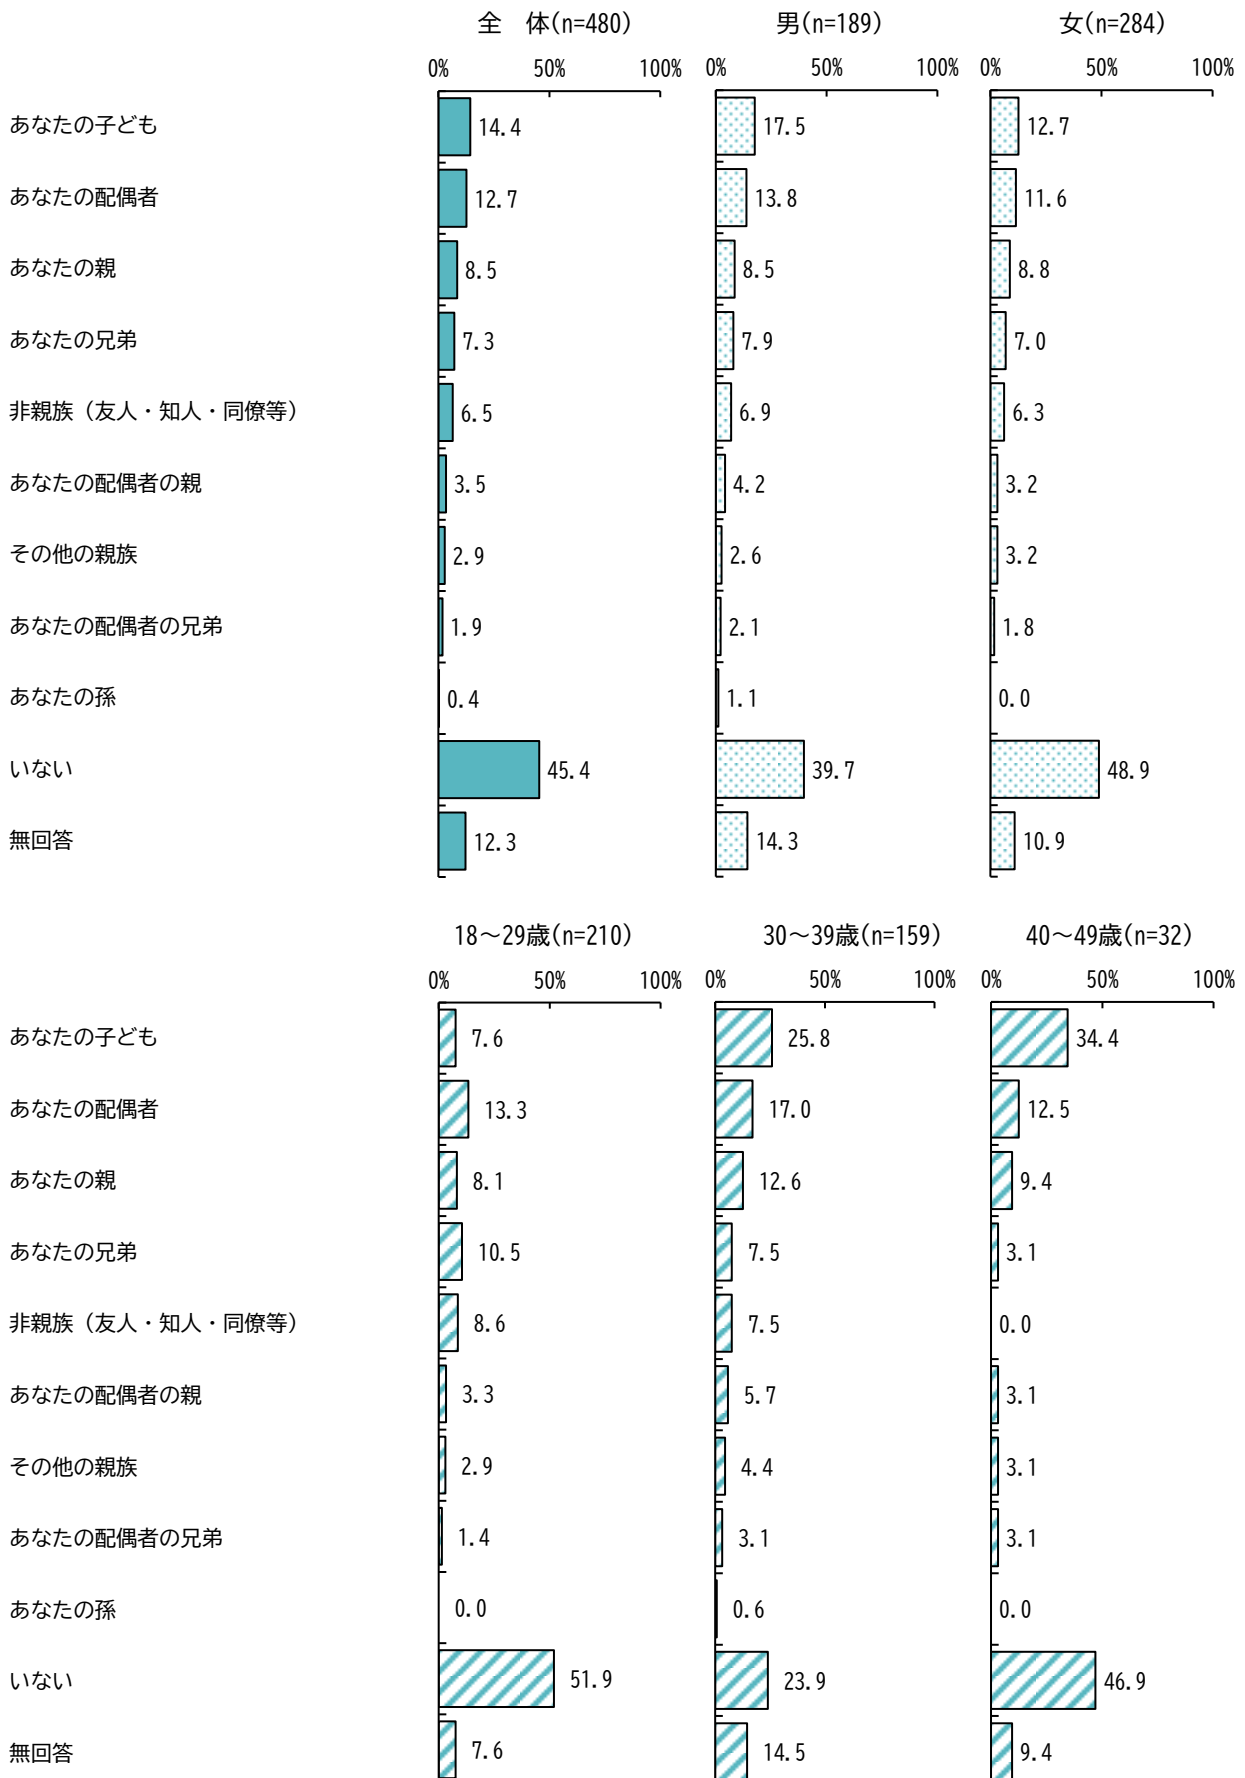 全　体(n=480) 男(n=189) 女(n=284)
0% 50% 100% 0% 50% 100% 0% 50% 100%
あなたの子ども 14.4 17.5 12.7
あなたの配偶者 12.7 13.8 11.6
あなたの親 8.5 8.5 8.8
あなたの兄弟 7.3 7.9 7.0
非親族（友人・知人・同僚等） 6.5 6.9 6.3
あなたの配偶者の親 3.5 4.2 3.2
その他の親族 2.9 2.6 3.2
あなたの配偶者の兄弟 1.9 2.1 1.8
あなたの孫 0.4 1.1 0.0
いない 45.4 39.7 48.9
無回答 12.3 14.3 10.9
18～29歳(n=210) 30～39歳(n=159) 40～49歳(n=32)
0% 50% 100% 0% 50% 100% 0% 50% 100%
あなたの子ども 7.6 25.8 34.4
あなたの配偶者 13.3 17.0 12.5
あなたの親 8.1 12.6 9.4
あなたの兄弟 10.5 7.5 3.1
非親族（友人・知人・同僚等） 8.6 7.5 0.0
あなたの配偶者の親 3.3 5.7 3.1
その他の親族 2.9 4.4 3.1
あなたの配偶者の兄弟 1.4 3.1 3.1
あなたの孫 0.0 0.6 0.0
いない 51.9 23.9 46.9
無回答 7.6 14.5 9.4